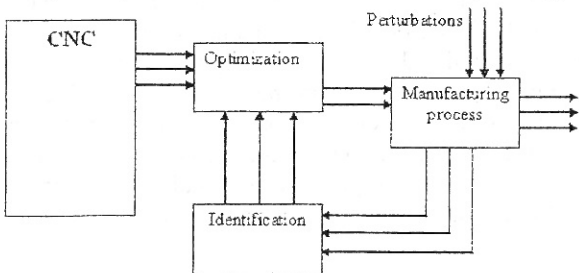 CNC
Perturbations
Optimization
Manufacturing
process
Identification